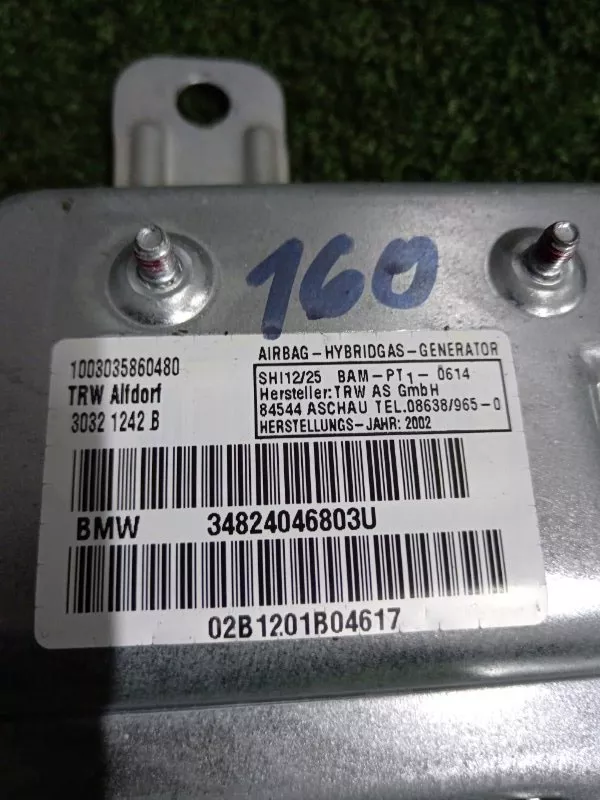 160
1003035860480
TRW Alfdorf
3032 1242 B
AIRBAG-HYBRIDGAS-GENERATOR
SHI12/25 BAM-PT1-0614
Hersteller:TRW AS GmbH
84544 ASCHAU TEL.08638/965-0
HERSTELLUNGS-JAHR: 2002
BMW 34824046803U
02B1201B04617